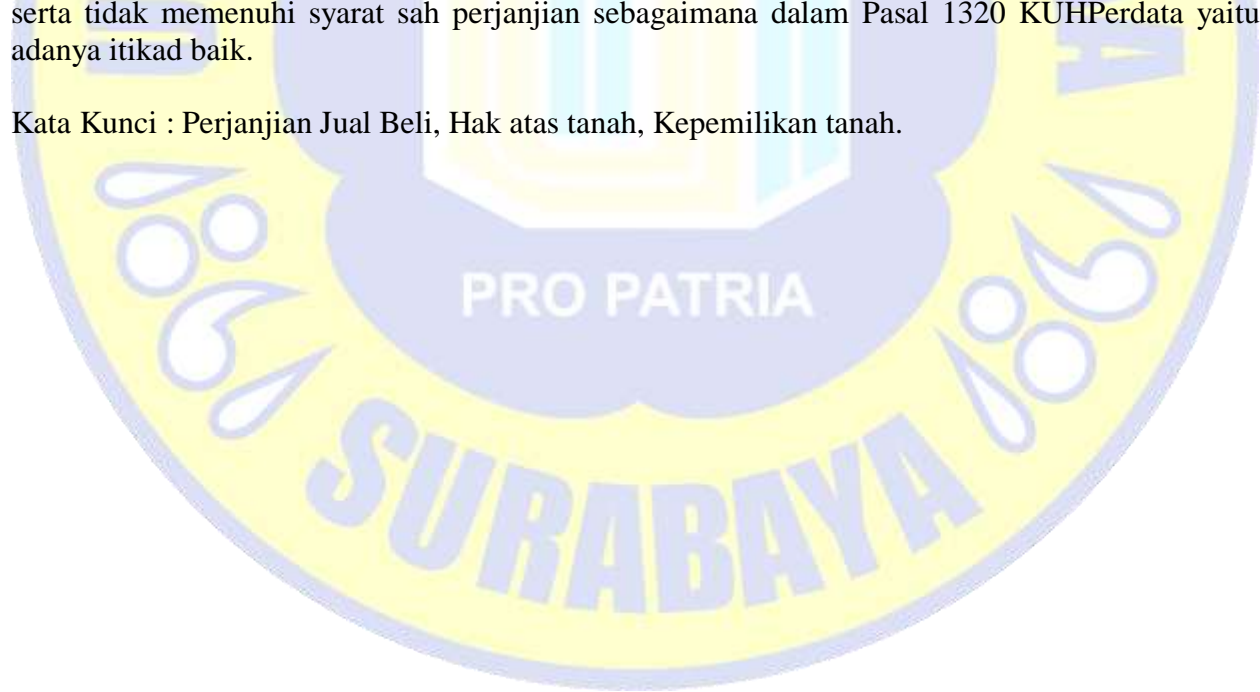 serta tidak memenuhi syarat sah perjanjian sebagaimana dalam Pasal 1320 KUHPerdata yaitu
adanya itikad baik.
Kata Kunci : Perjanjian Jual Beli, Hak atas tanah, Kepemilikan tanah.
PRO PATRIA
SURABAYA